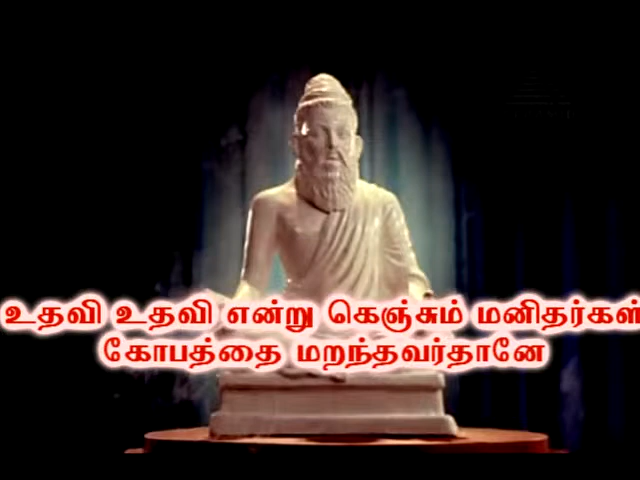 உதவி உதவி என்று கெஞ்சும் மனிதர்கள்
கோபத்தை மறந்தவர்தானே